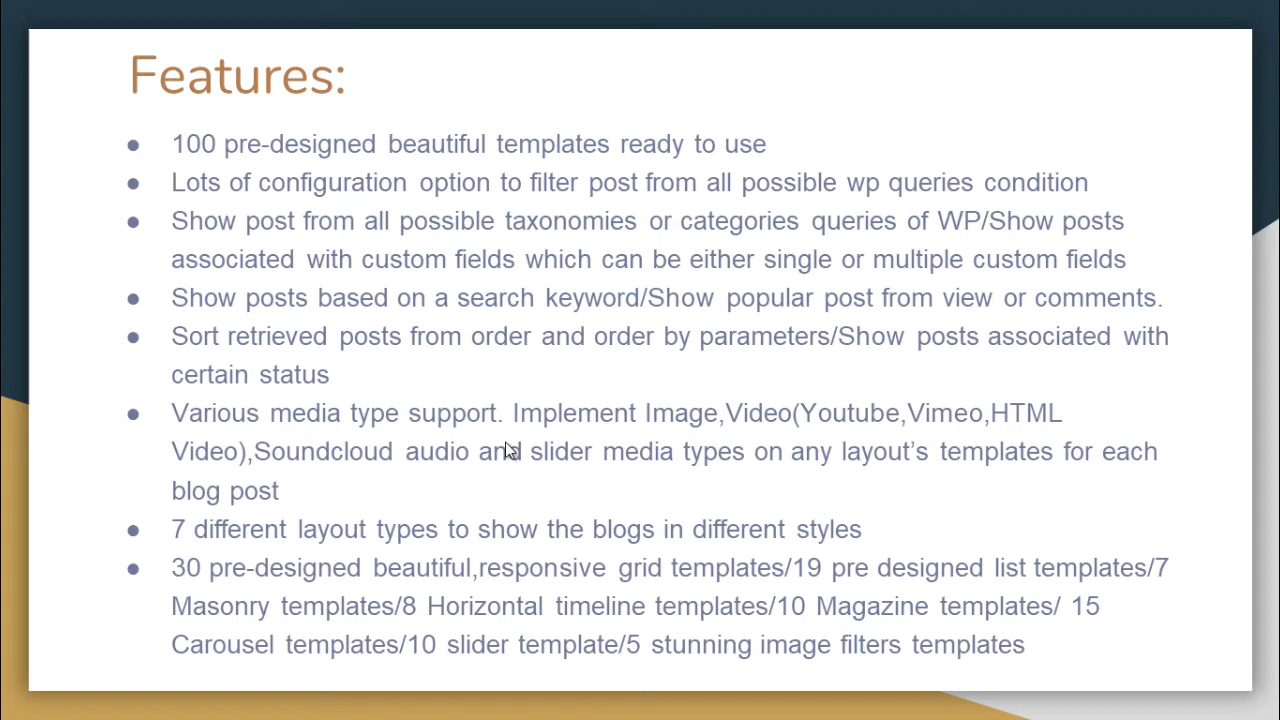 Features:
● 100 pre-designed beautiful templates ready to use
● Lots of configuration option to filter post from all possible wp queries condition
● Show post from all possible taxonomies or categories queries of WP/Show posts
associated with custom fields which can be either single or multiple custom fields
● Show posts based on a search keyword/Show popular post from view or comments.
● Sort retrieved posts from order and order by parameters/Show posts associated with
certain status
● Various media type support. Implement Image,Video(Youtube,Vimeo,HTML
Video),Soundcloud audio and slider media types on any layout’s templates for each
blog post
● 7 different layout types to show the blogs in different styles
● 30 pre-designed beautiful,responsive grid templates/19 pre designed list templates/7
Masonry templates/8 Horizontal timeline templates/10 Magazine templates/ 15
Carousel templates/10 slider template/5 stunning image filters templates